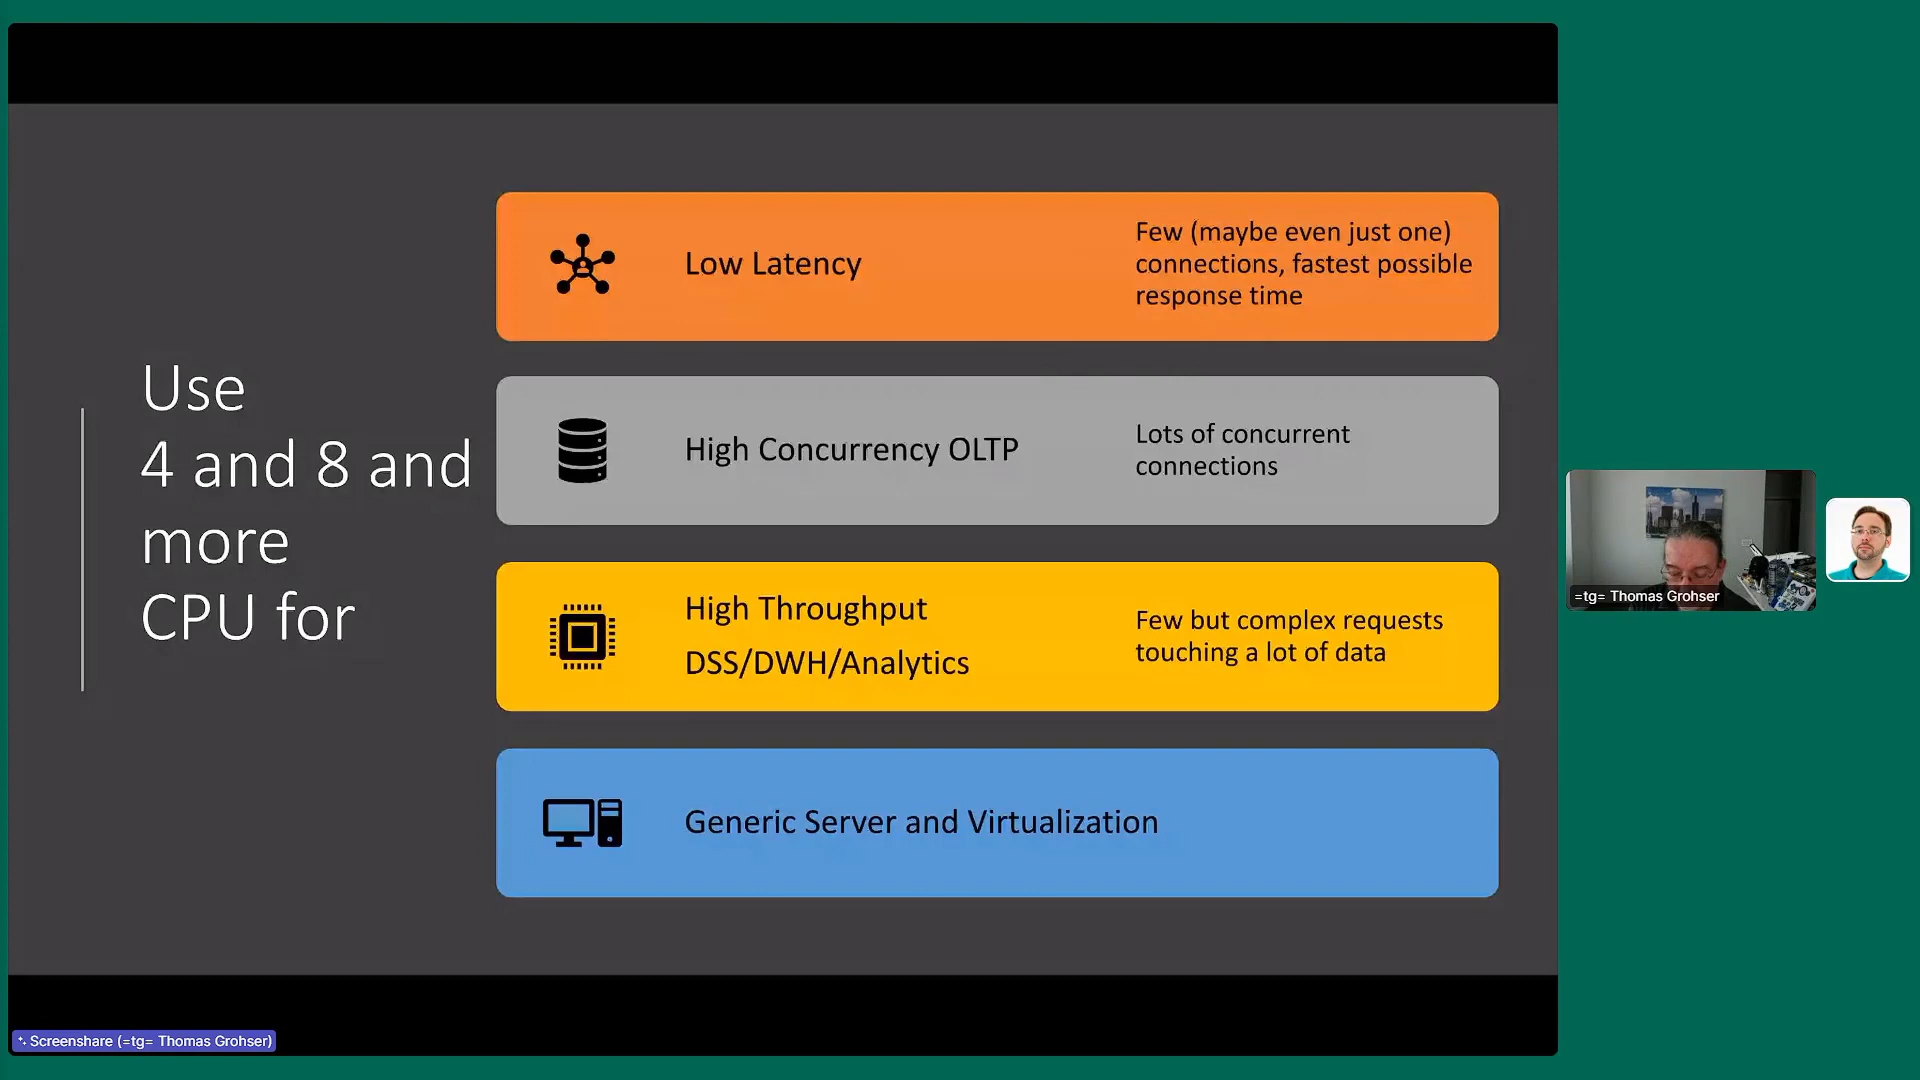 Use
4 and 8 and
more
CPU for
Low Latency
Few (maybe even just one)
connections, fastest possible
response time
High Concurrency OLTP
Lots of concurrent
connections
High Throughput
DSS/DWH/Analytics
Few but complex requests
touching a lot of data
Generic Server and Virtualization
=tg= Thomas Grohser
Screenshare (=tg= Thomas Grohser)